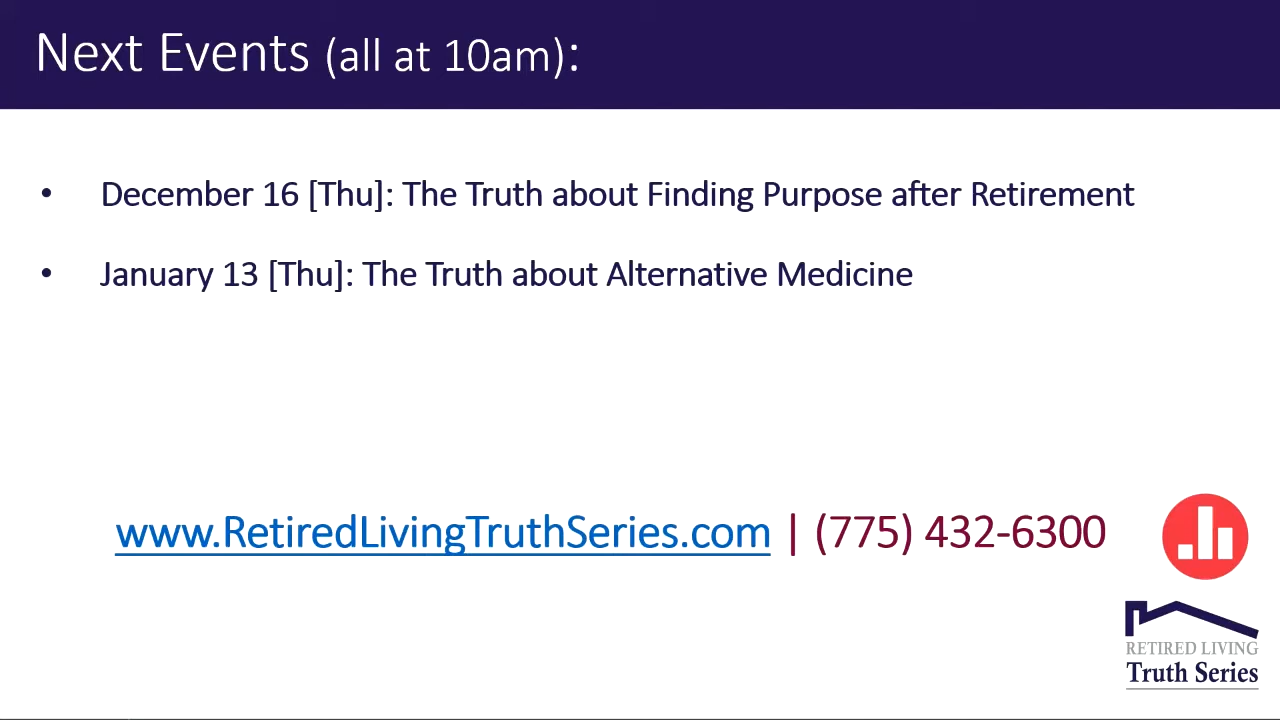 Next Events (all at 10am):
• December 16 [Thu]: The Truth about Finding Purpose after Retirement
• January 13 [Thu]: The Truth about Alternative Medicine
www.RetiredLivingTruthSeries.com | (775) 432-6300
RETIRED LIVING
Truth Series